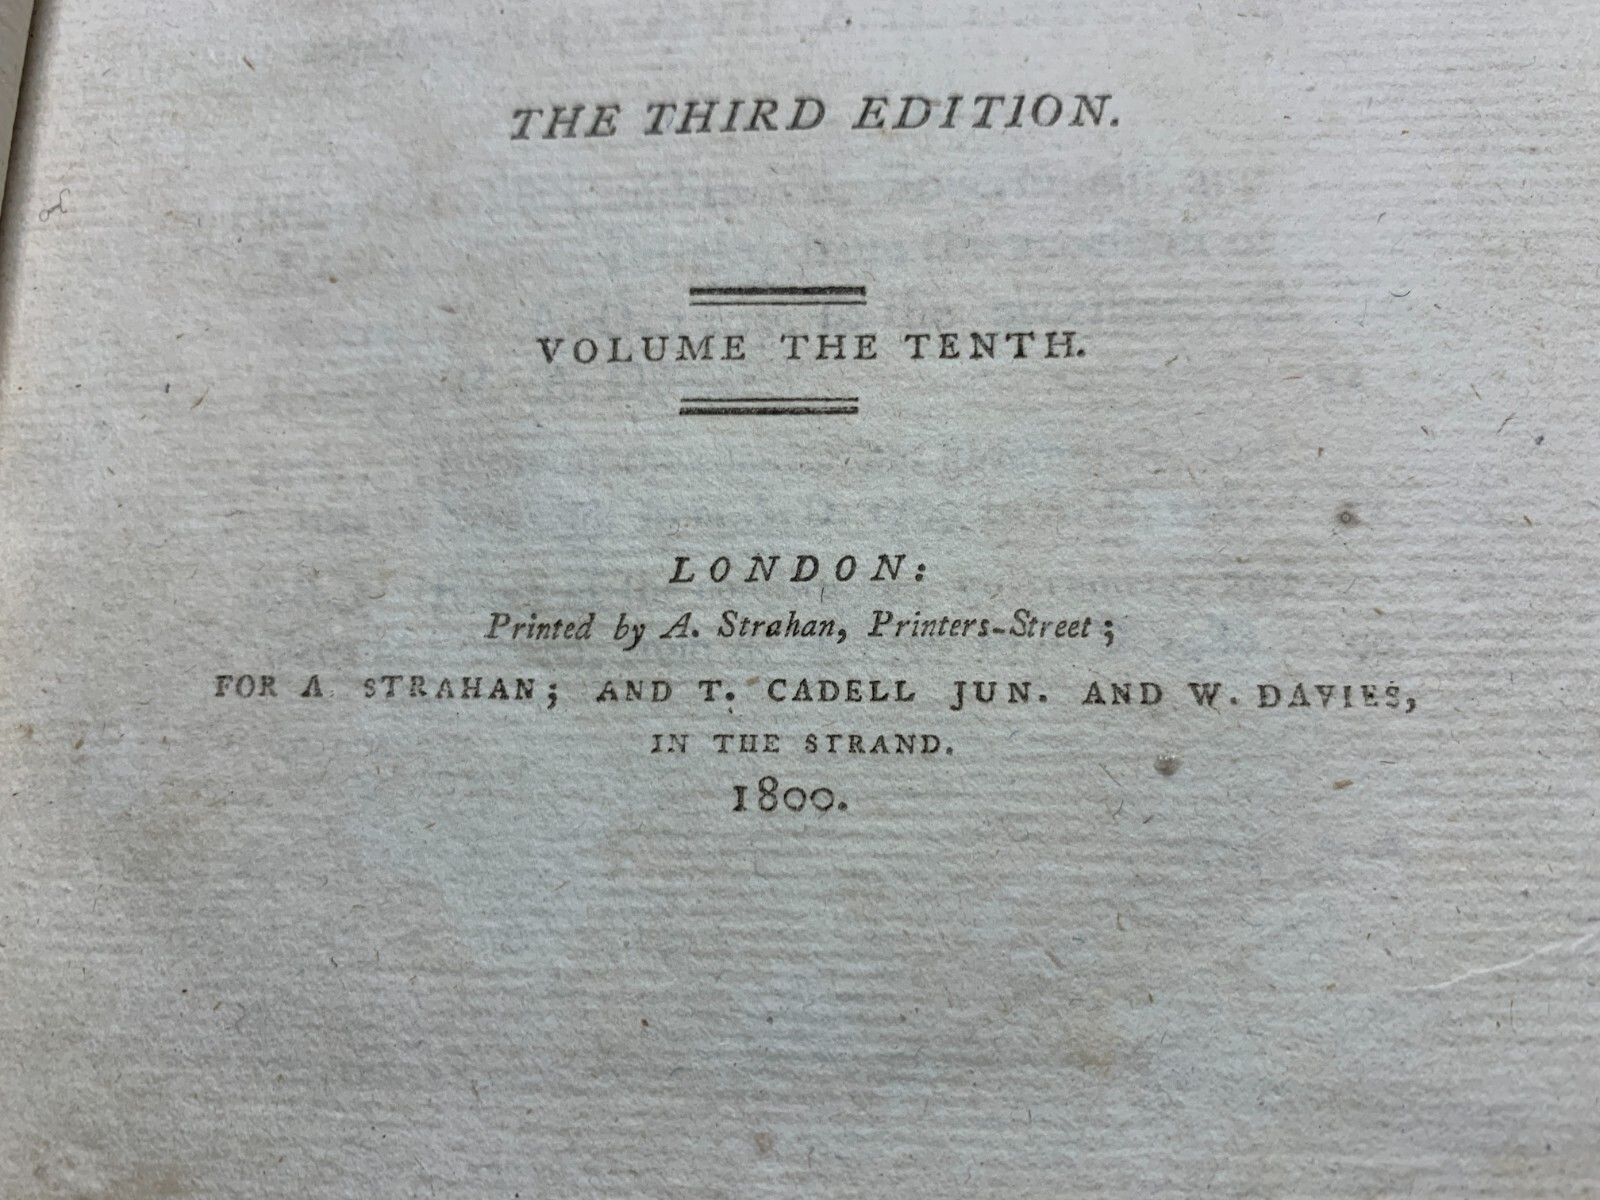 THE THIRD EDITION.
VOLUME THE TENTH.
LONDON:
Printed by A. Strahan, Printers-Street;
FOR A STRAHAN; AND T. CADELL JUN. AND W. DAVIES,
IN THE STRAND.
1800.